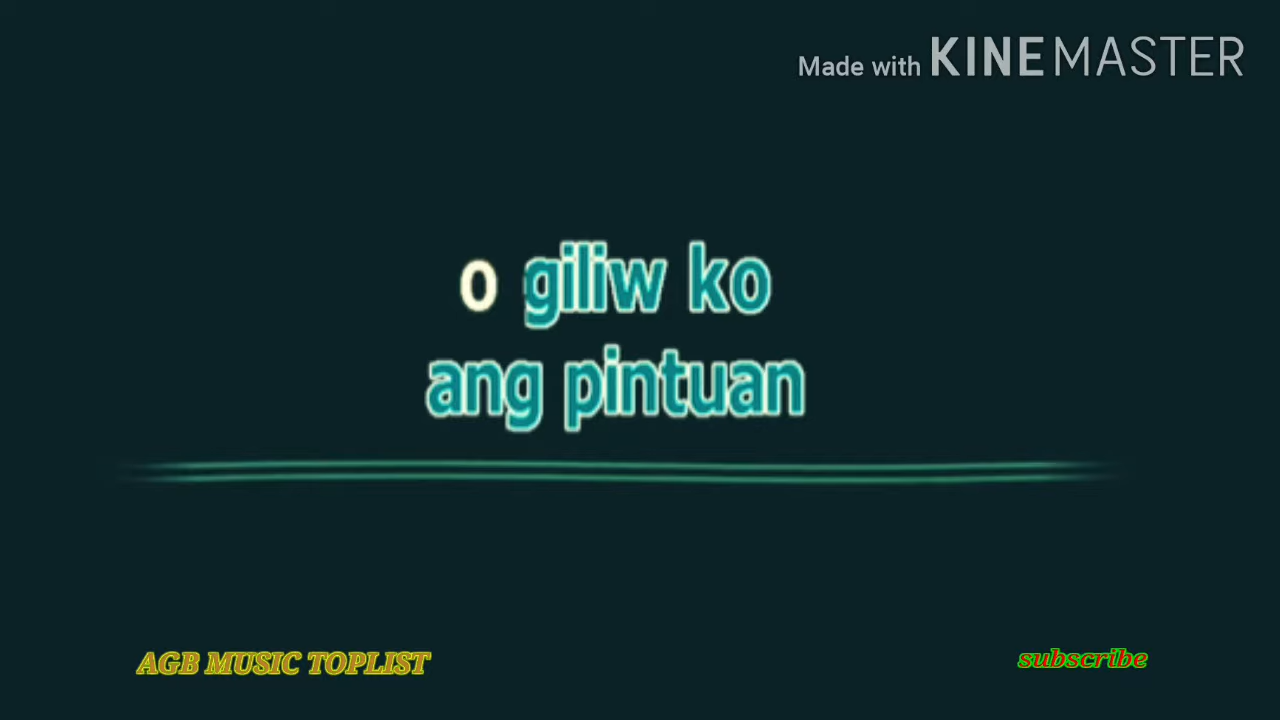 Made with KINEMASTER
o giliw ko
ang pintuan
AGB MUSIC TOPLIST
subscribe